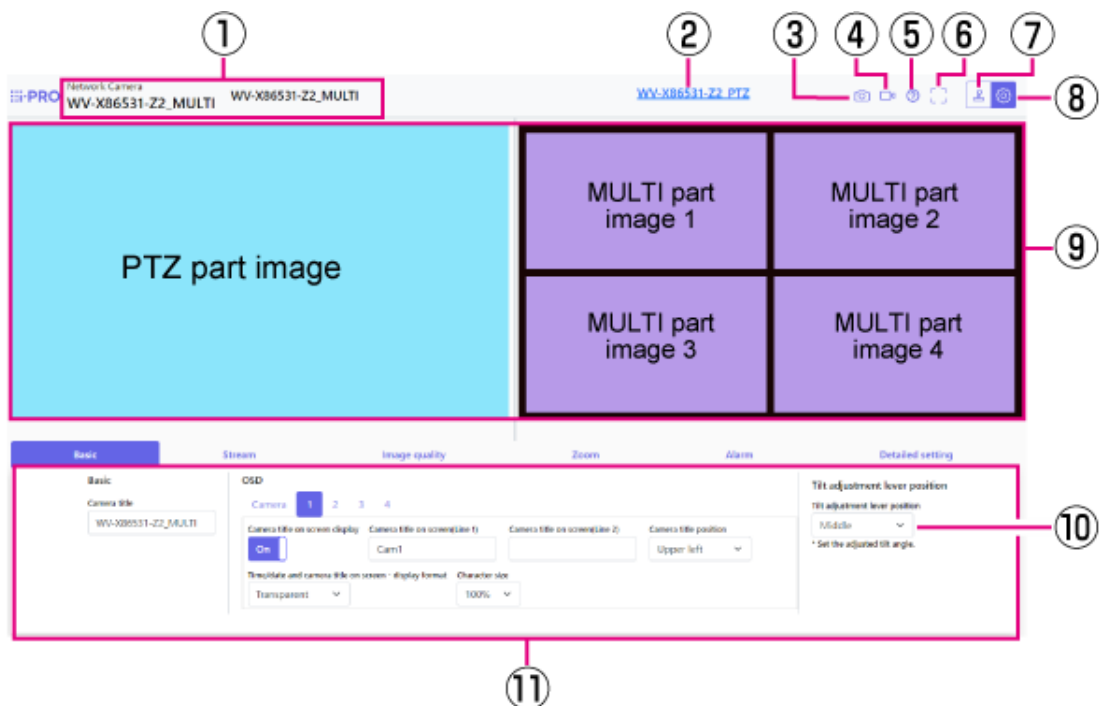 ① ② ③ ④ ⑤ ⑥ ⑦
i-PRO Network Camera
WV-X86531-Z2_MULTI WV-X86531-Z2_MULTI WV-X86531-Z2_PTZ ⑧
PTZ part image
MULTI part image 1
MULTI part image 2
MULTI part image 3
MULTI part image 4
⑨
Basic Stream Image quality Zoom Alarm Detailed setting
Basic
Camera title
WV-X86531-Z2_MULTI
OSD
Camera 1 2 3 4
Camera title on screen display Camera title on screen(Line 1) Camera title on screen(Line 2) Camera title position
On Cam1 Upper left
Time/date and camera title on screen - display format Character size
Transparent 100%
Tilt adjustment lever position
Tilt adjustment lever position
Middle ⑩
* Set the adjusted tilt angle.
⑪